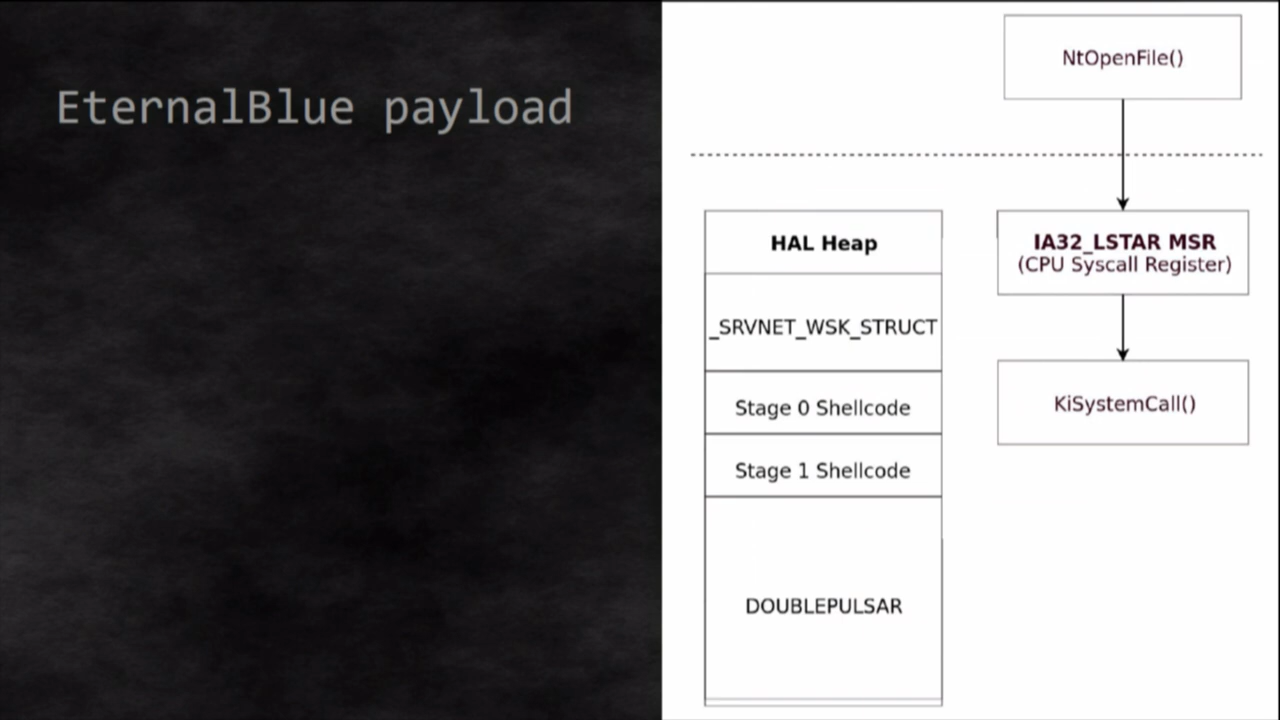 EternalBlue payload
NtOpenFile()
HAL Heap
IA32_LSTAR MSR
(CPU Syscall Register)
_SRVNET_WSK_STRUCT
Stage 0 Shellcode
KiSystemCall()
Stage 1 Shellcode
DOUBLEPULSAR